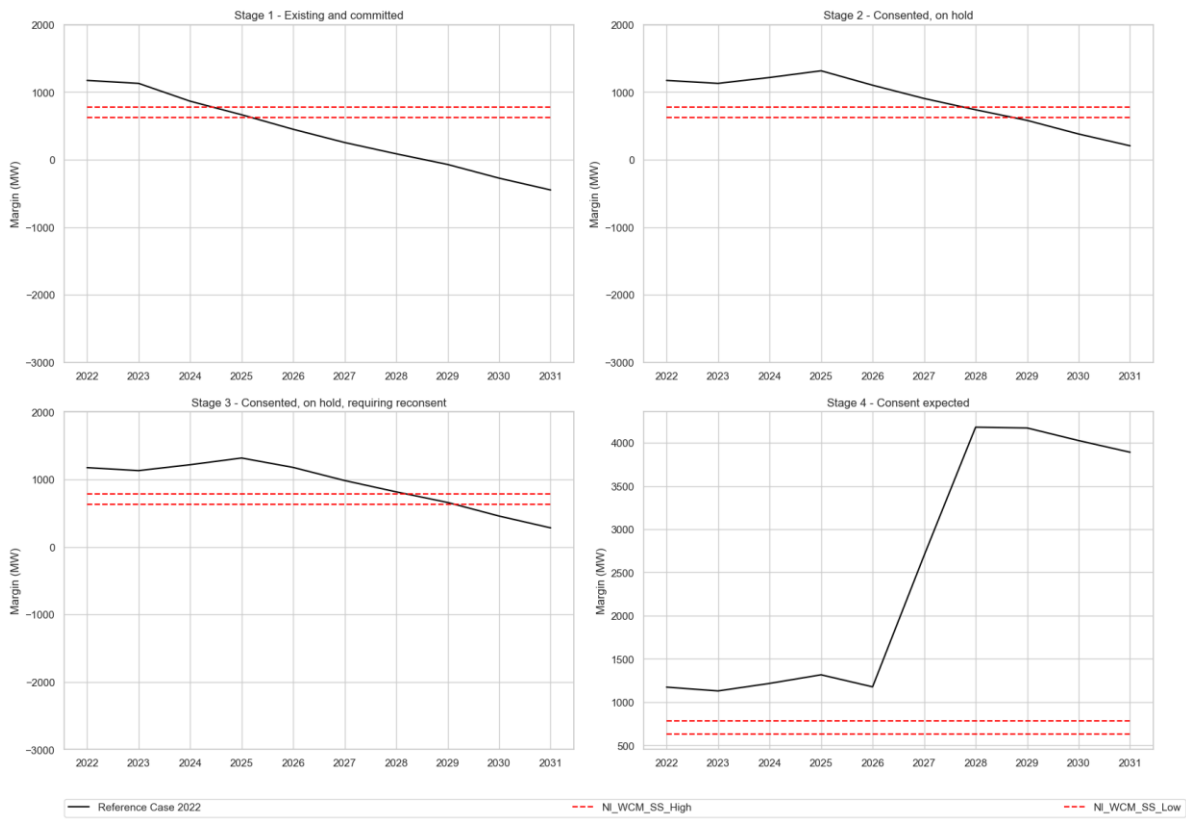 Stage 1 - Existing and committed
Margin (MW)
2000
1000
0
−1000
−2000
−3000
2022 2023 2024 2025 2026 2027 2028 2029 2030 2031
Stage 2 - Consented, on hold
Margin (MW)
2000
1000
0
−1000
−2000
−3000
2022 2023 2024 2025 2026 2027 2028 2029 2030 2031
Stage 3 - Consented, on hold, requiring reconsent
Margin (MW)
2000
1000
0
−1000
−2000
−3000
2022 2023 2024 2025 2026 2027 2028 2029 2030 2031
Stage 4 - Consent expected
Margin (MW)
4000
3500
3000
2500
2000
1500
1000
500
2022 2023 2024 2025 2026 2027 2028 2029 2030 2031
Reference Case 2022 NI_WCM_SS_High NI_WCM_SS_Low